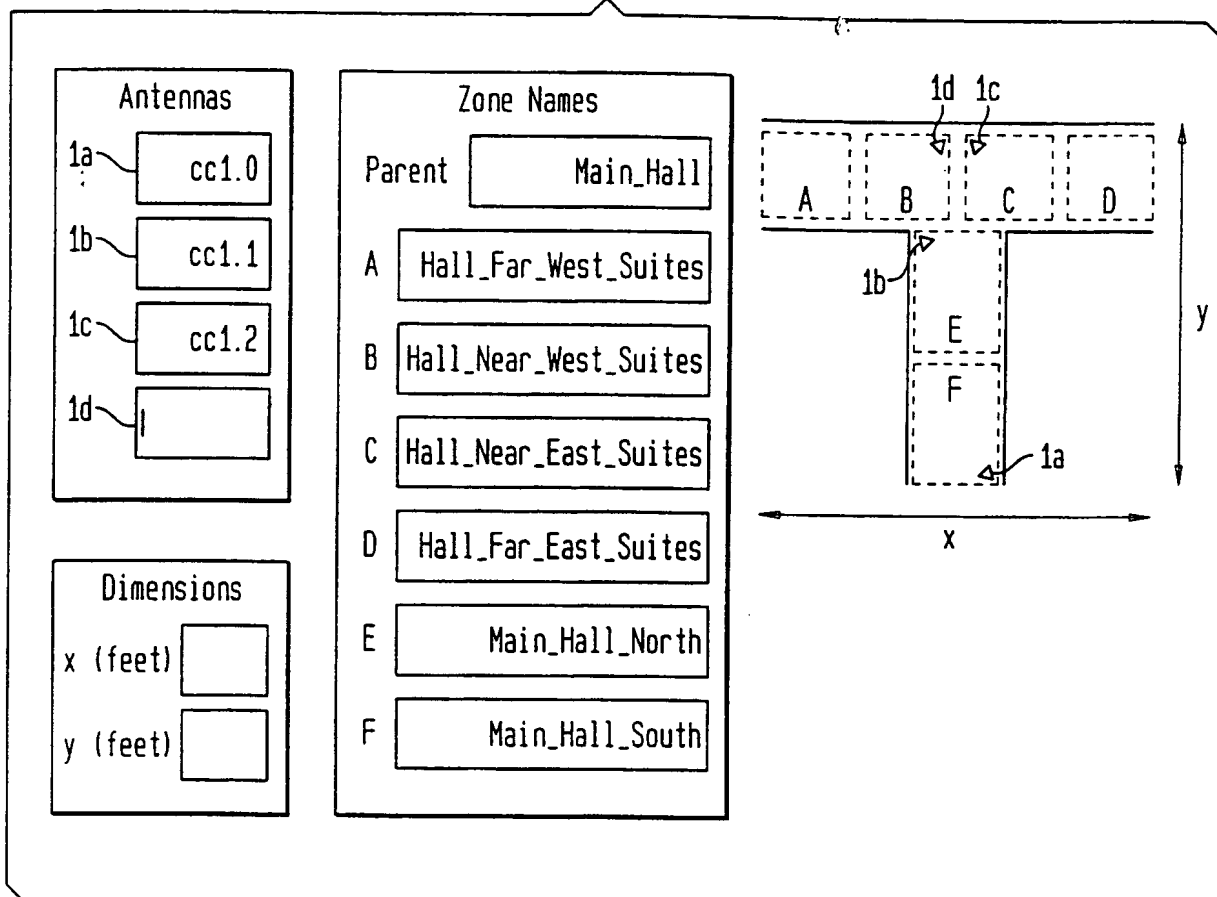 Antennas
1a cc1.0
1b cc1.1
1c cc1.2
1d
Dimensions
x (feet)
y (feet)
Zone Names
Parent Main_Hall
A Hall_Far_West_Suites
B Hall_Near_West_Suites
C Hall_Near_East_Suites
D Hall_Far_East_Suites
E Main_Hall_North
F Main_Hall_South
1d 1c
A B C D
1b
E
F
1a
y
x